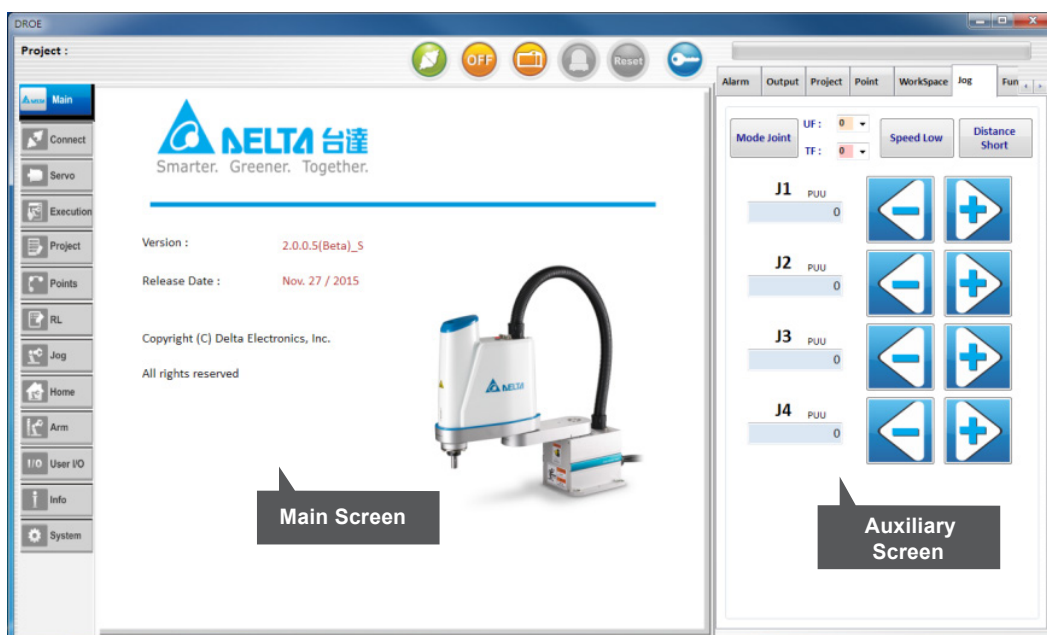 DROE
Project :
OFF
Reset
Alarm Output Project Point WorkSpace Jog Fun
Main
Connect
Servo
Execution
Project
Points
RL
Jog
Home
Arm
I/O User I/O
Info
System
DELTA 台達
Smarter. Greener. Together.
Version : 2.0.0.5(Beta)_S
Release Date : Nov. 27 / 2015
Copyright (C) Delta Electronics, Inc.
All rights reserved
DELTA
Main Screen
Mode Joint
UF : 0
TF : 0
Speed Low
Distance
Short
J1 PUU
0
J2 PUU
0
J3 PUU
0
J4 PUU
0
Auxiliary
Screen